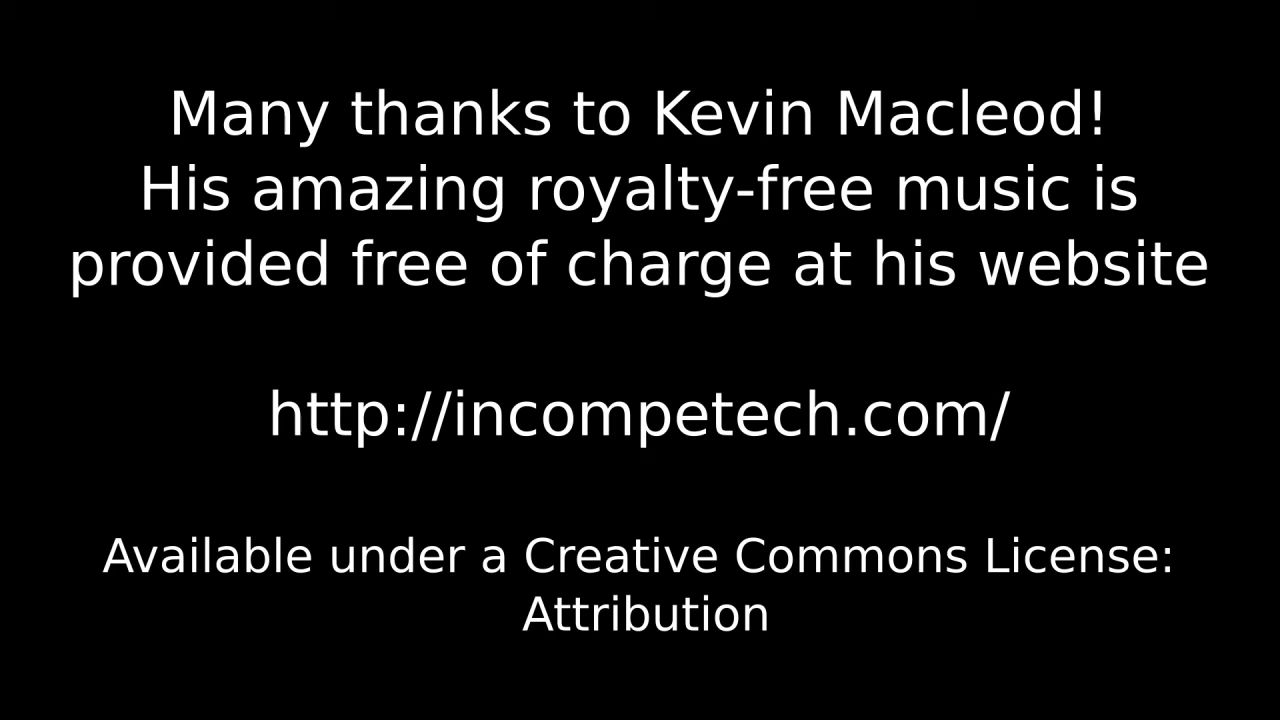 Many thanks to Kevin Macleod!
His amazing royalty-free music is
provided free of charge at his website
http://incompetech.com/
Available under a Creative Commons License:
Attribution